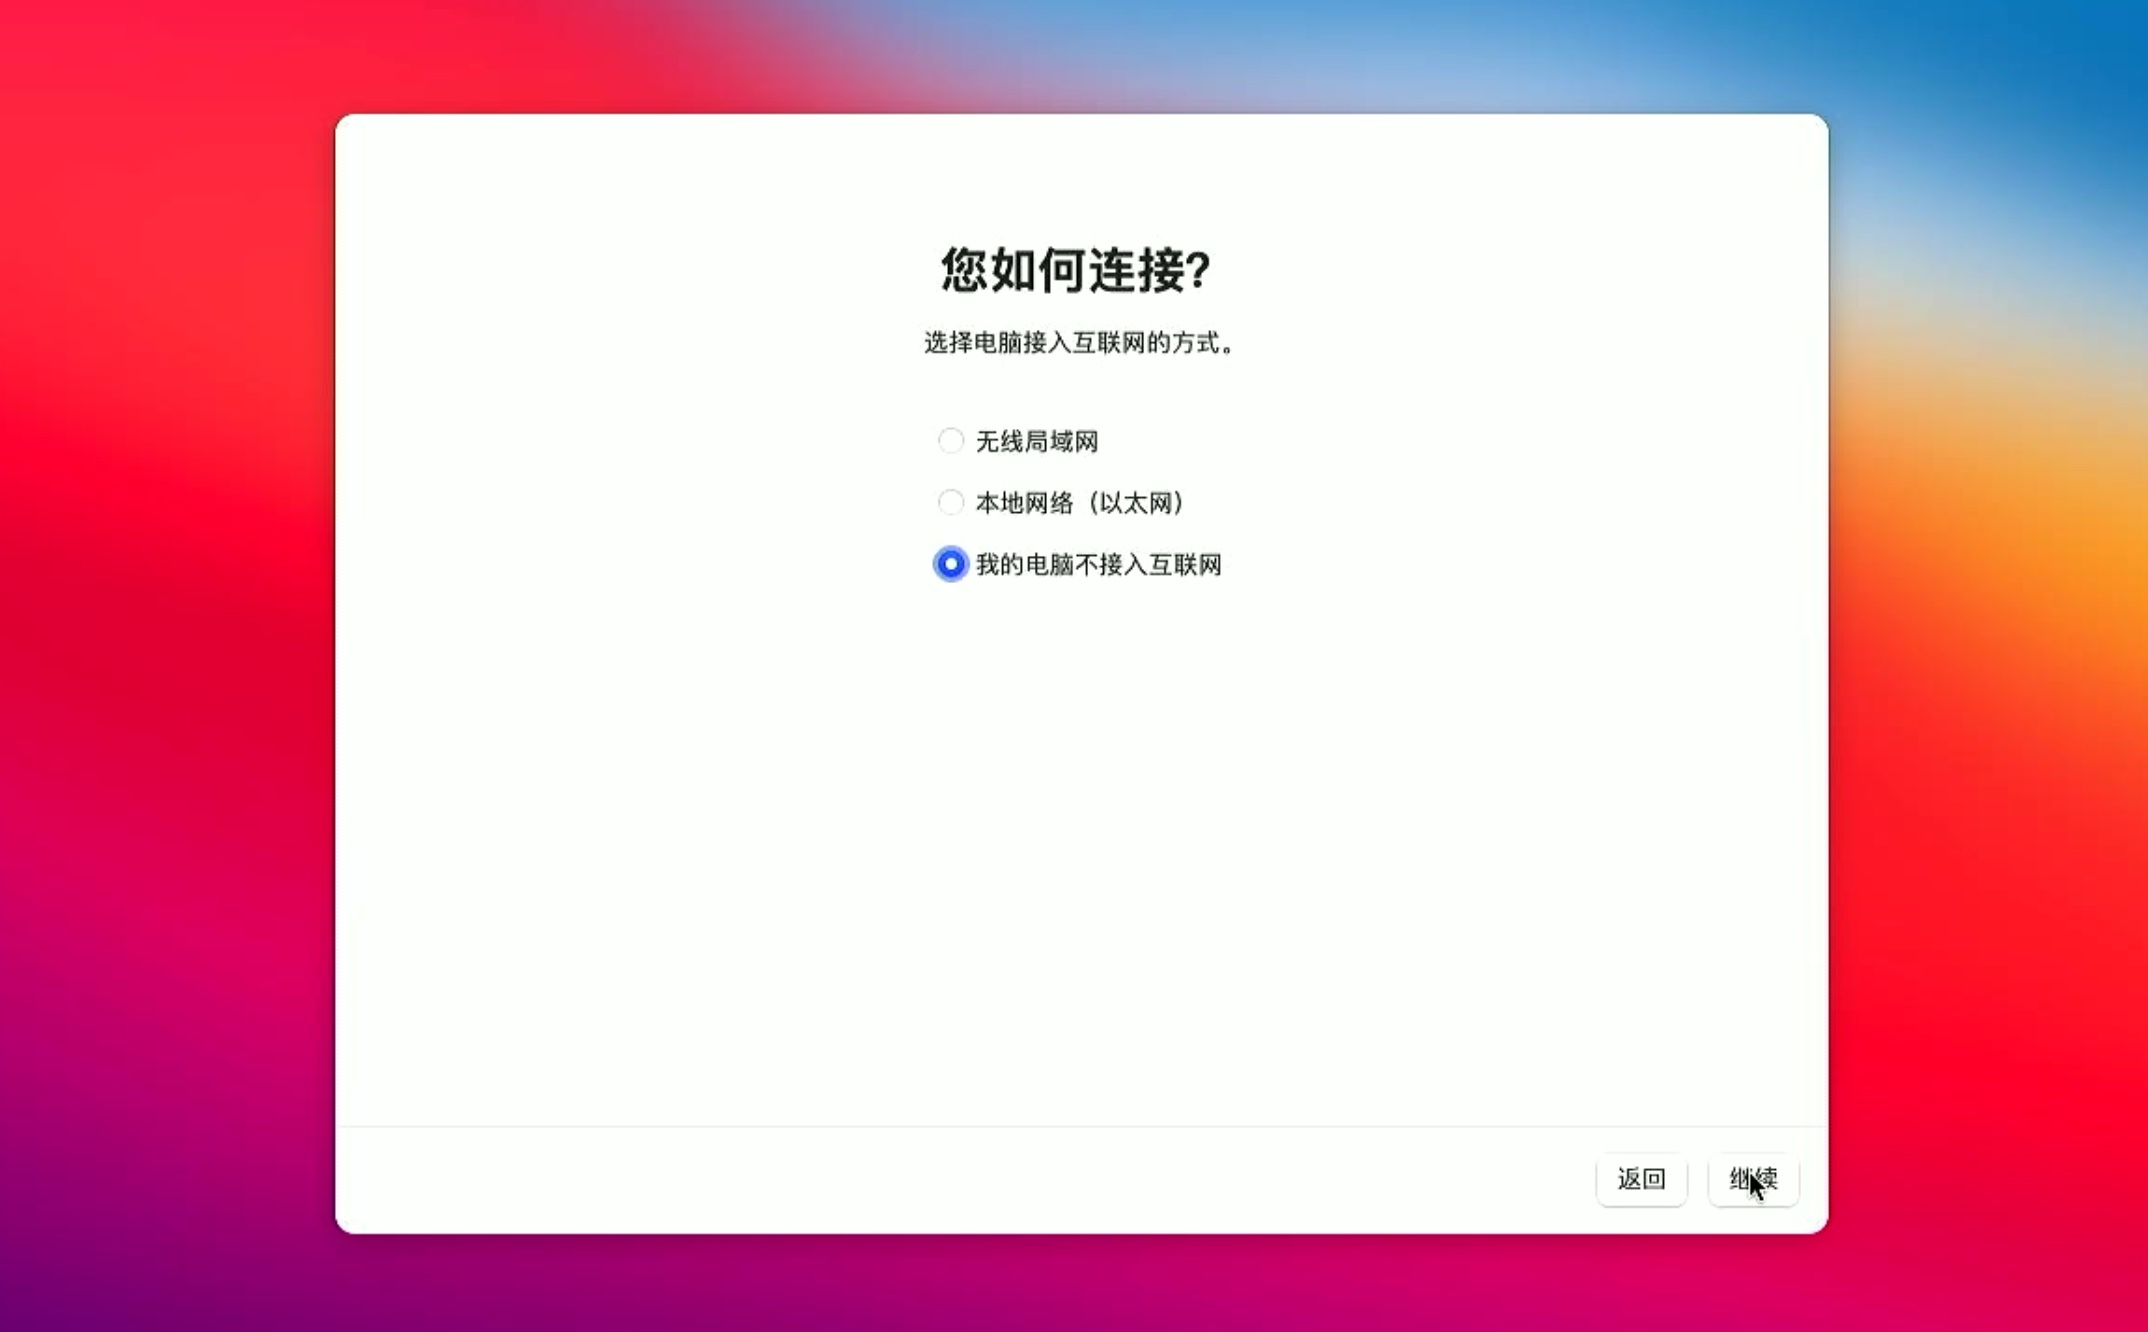 您如何连接?
选择电脑接入互联网的方式。
无线局域网
本地网络（以太网）
我的电脑不接入互联网
返回 继续